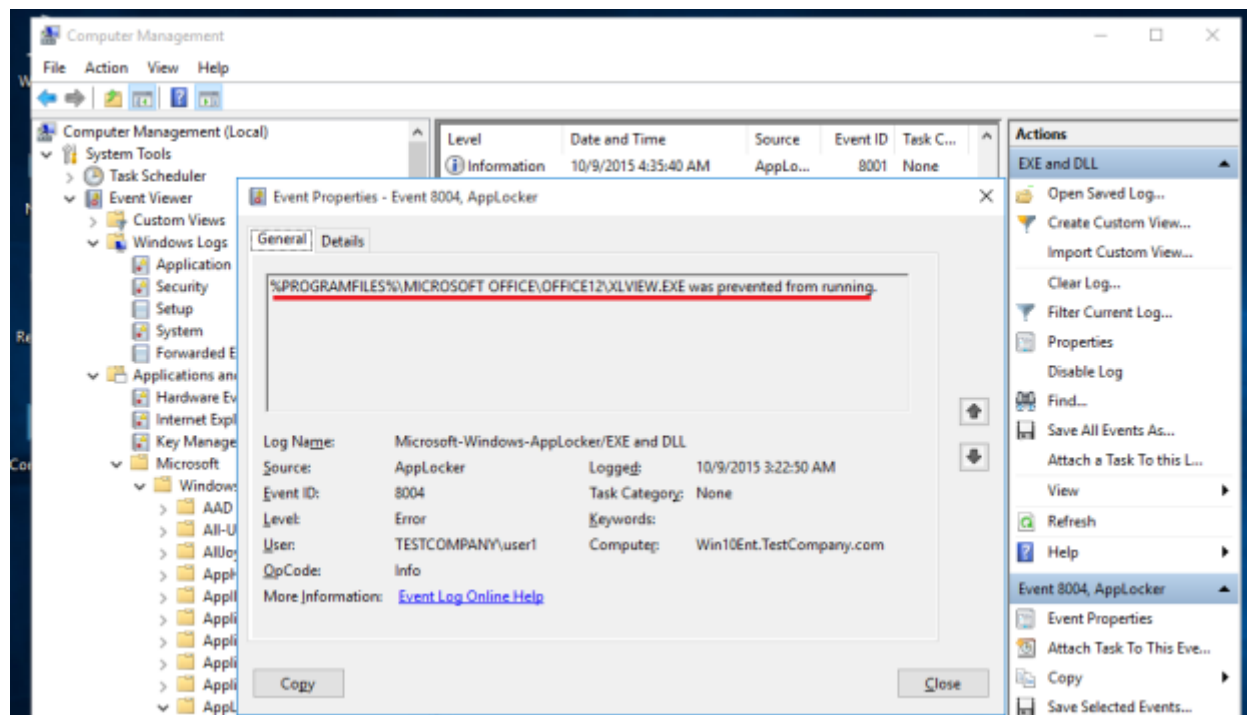 Computer Management
File Action View Help
Computer Management (Local)
System Tools
Task Scheduler
Event Viewer
Custom Views
Windows Logs
Application
Security
Setup
System
Forwarded E
Applications an
Hardware Ev
Internet Expl
Key Manage
Microsoft
Window
AAD
All-U
AllJoy
AppH
Appli
Appli
Appli
Appli
AppL
Level Date and Time Source Event ID Task C...
Information 10/9/2015 4:35:40 AM AppLo... 8001 None
Event Properties - Event 8004, AppLocker
General Details
%PROGRAMFILES%\MICROSOFT OFFICE\OFFICE12\XLVIEW.EXE was prevented from running.
Log Name: Microsoft-Windows-AppLocker/EXE and DLL
Source: AppLocker Logged: 10/9/2015 3:22:50 AM
Event ID: 8004 Task Category: None
Level: Error Keywords:
User: TESTCOMPANY\user1 Computer: Win10Ent.TestCompany.com
OpCode: Info
More Information: Event Log Online Help
Copy Close
Actions
EXE and DLL
Open Saved Log...
Create Custom View...
Import Custom View...
Clear Log...
Filter Current Log...
Properties
Disable Log
Find...
Save All Events As...
Attach a Task To this L...
View
Refresh
Help
Event 8004, AppLocker
Event Properties
Attach Task To This Eve...
Copy
Save Selected Events...